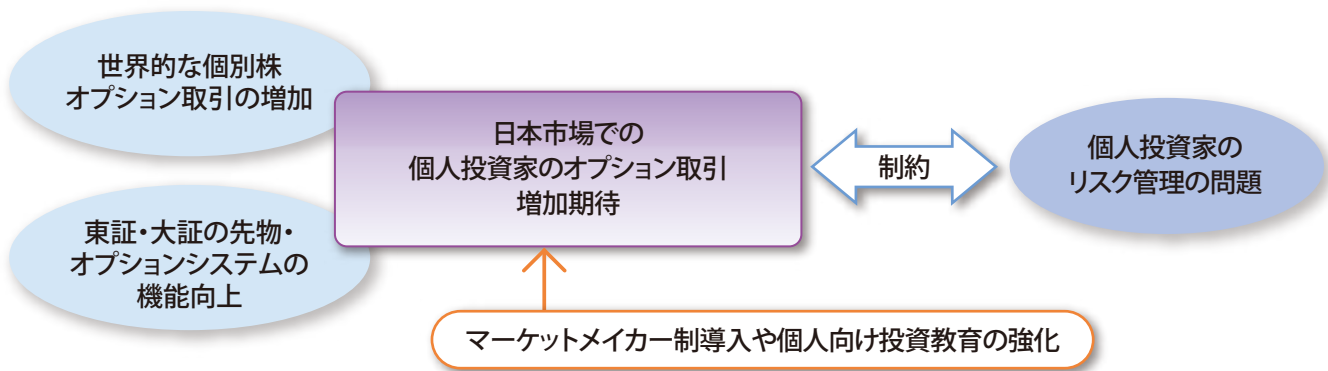 世界的な個別株
オプション取引の増加
東証・大証の先物・
オプションシステムの
機能向上
日本市場での
個人投資家のオプション取引
増加期待
制約
個人投資家の
リスク管理の問題
マーケットメイカー制導入や個人向け投資教育の強化